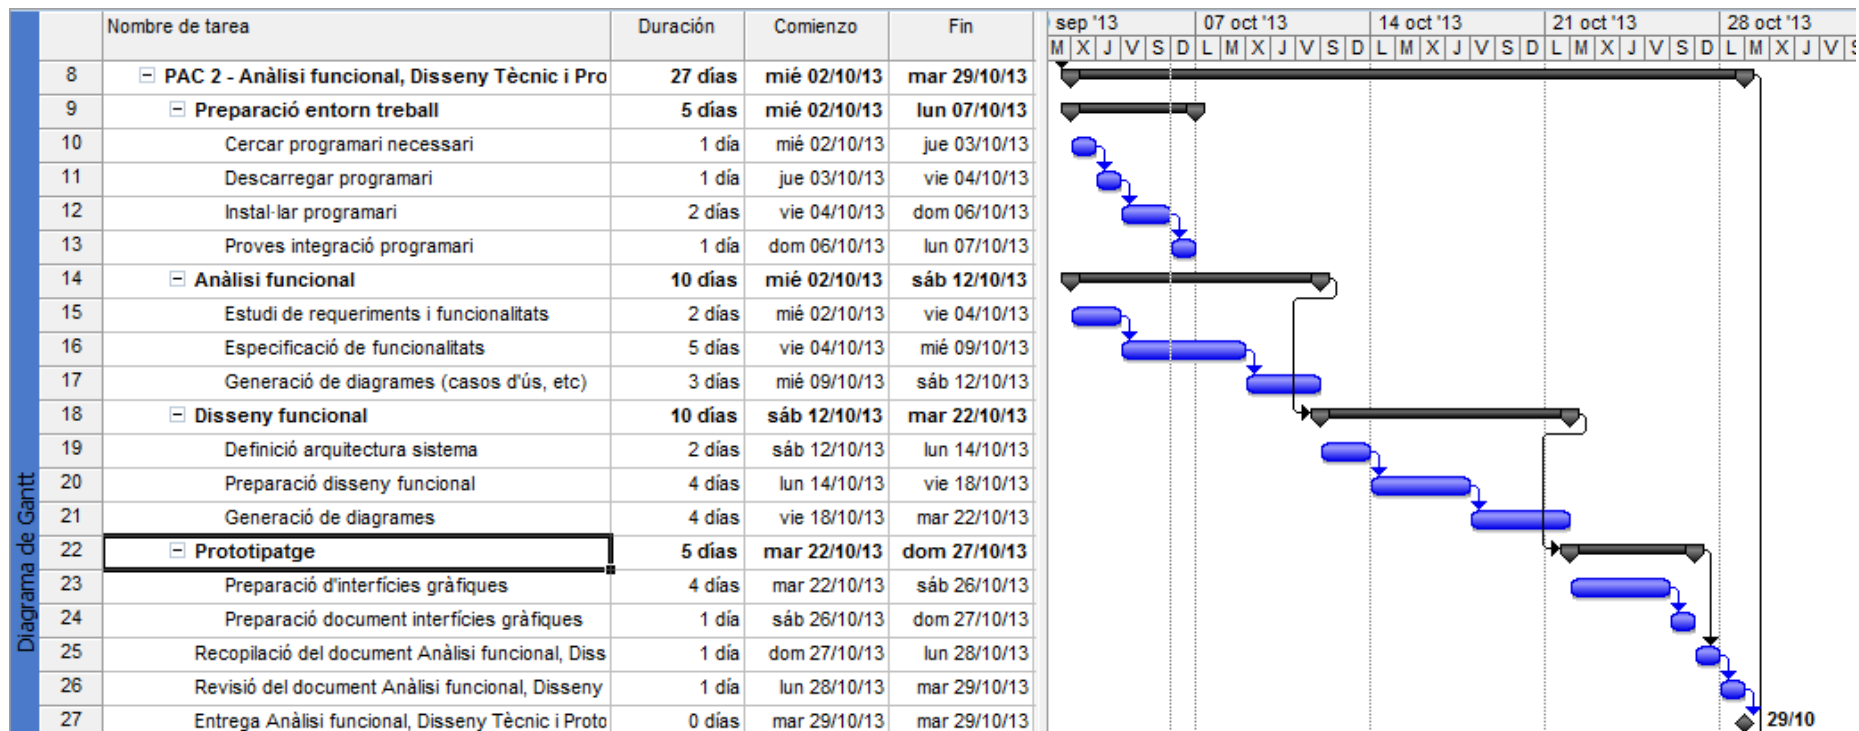 Nombre de tarea Duración Comienzo Fin sep '13 07 oct '13 14 oct '13 21 oct '13 28 oct '13
M X J V S D L M X J V S D L M X J V S D L M X J V S D L M X J V S
8 PAC 2 - Anàlisi funcional, Disseny Tècnic i Pro 27 días mié 02/10/13 mar 29/10/13
9 Preparació entorn treball 5 días mié 02/10/13 lun 07/10/13
10 Cercar programari necessari 1 día mié 02/10/13 jue 03/10/13
11 Descarregar programari 1 día jue 03/10/13 vie 04/10/13
12 Instal·lar programari 2 días vie 04/10/13 dom 06/10/13
13 Proves integració programari 1 día dom 06/10/13 lun 07/10/13
14 Anàlisi funcional 10 días mié 02/10/13 sáb 12/10/13
15 Estudi de requeriments i funcionalitats 2 días mié 02/10/13 vie 04/10/13
16 Especificació de funcionalitats 5 días vie 04/10/13 mié 09/10/13
17 Generació de diagrames (casos d'ús, etc) 3 días mié 09/10/13 sáb 12/10/13
18 Disseny funcional 10 días sáb 12/10/13 mar 22/10/13
19 Definició arquitectura sistema 2 días sáb 12/10/13 lun 14/10/13
20 Preparació disseny funcional 4 días lun 14/10/13 vie 18/10/13
21 Generació de diagrames 4 días vie 18/10/13 mar 22/10/13
22 Prototipatge 5 días mar 22/10/13 dom 27/10/13
23 Preparació d'interfícies gràfiques 4 días mar 22/10/13 sáb 26/10/13
24 Preparació document interfícies gràfiques 1 día sáb 26/10/13 dom 27/10/13
25 Recopilació del document Anàlisi funcional, Diss 1 día dom 27/10/13 lun 28/10/13
26 Revisió del document Anàlisi funcional, Disseny 1 día lun 28/10/13 mar 29/10/13
27 Entrega Anàlisi funcional, Disseny Tècnic i Proto 0 días mar 29/10/13 mar 29/10/13 29/10
Diagrama de Gantt